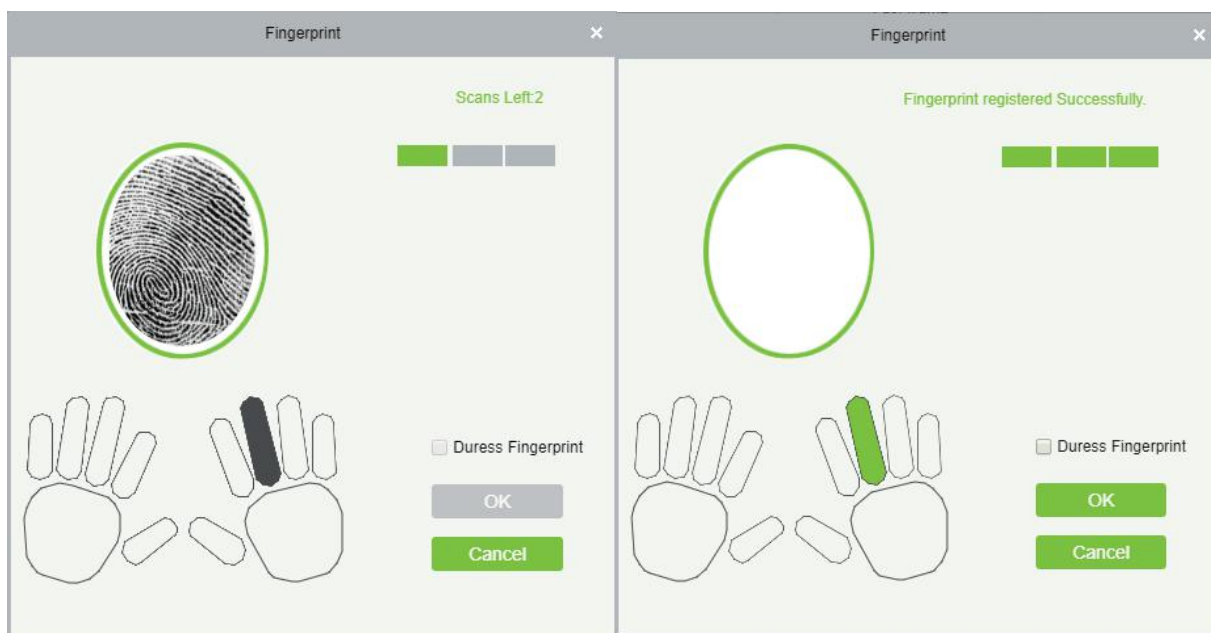 Fingerprint ×
Scans Left:2
Duress Fingerprint
OK
Cancel
Fingerprint ×
Fingerprint registered Successfully.
Duress Fingerprint
OK
Cancel